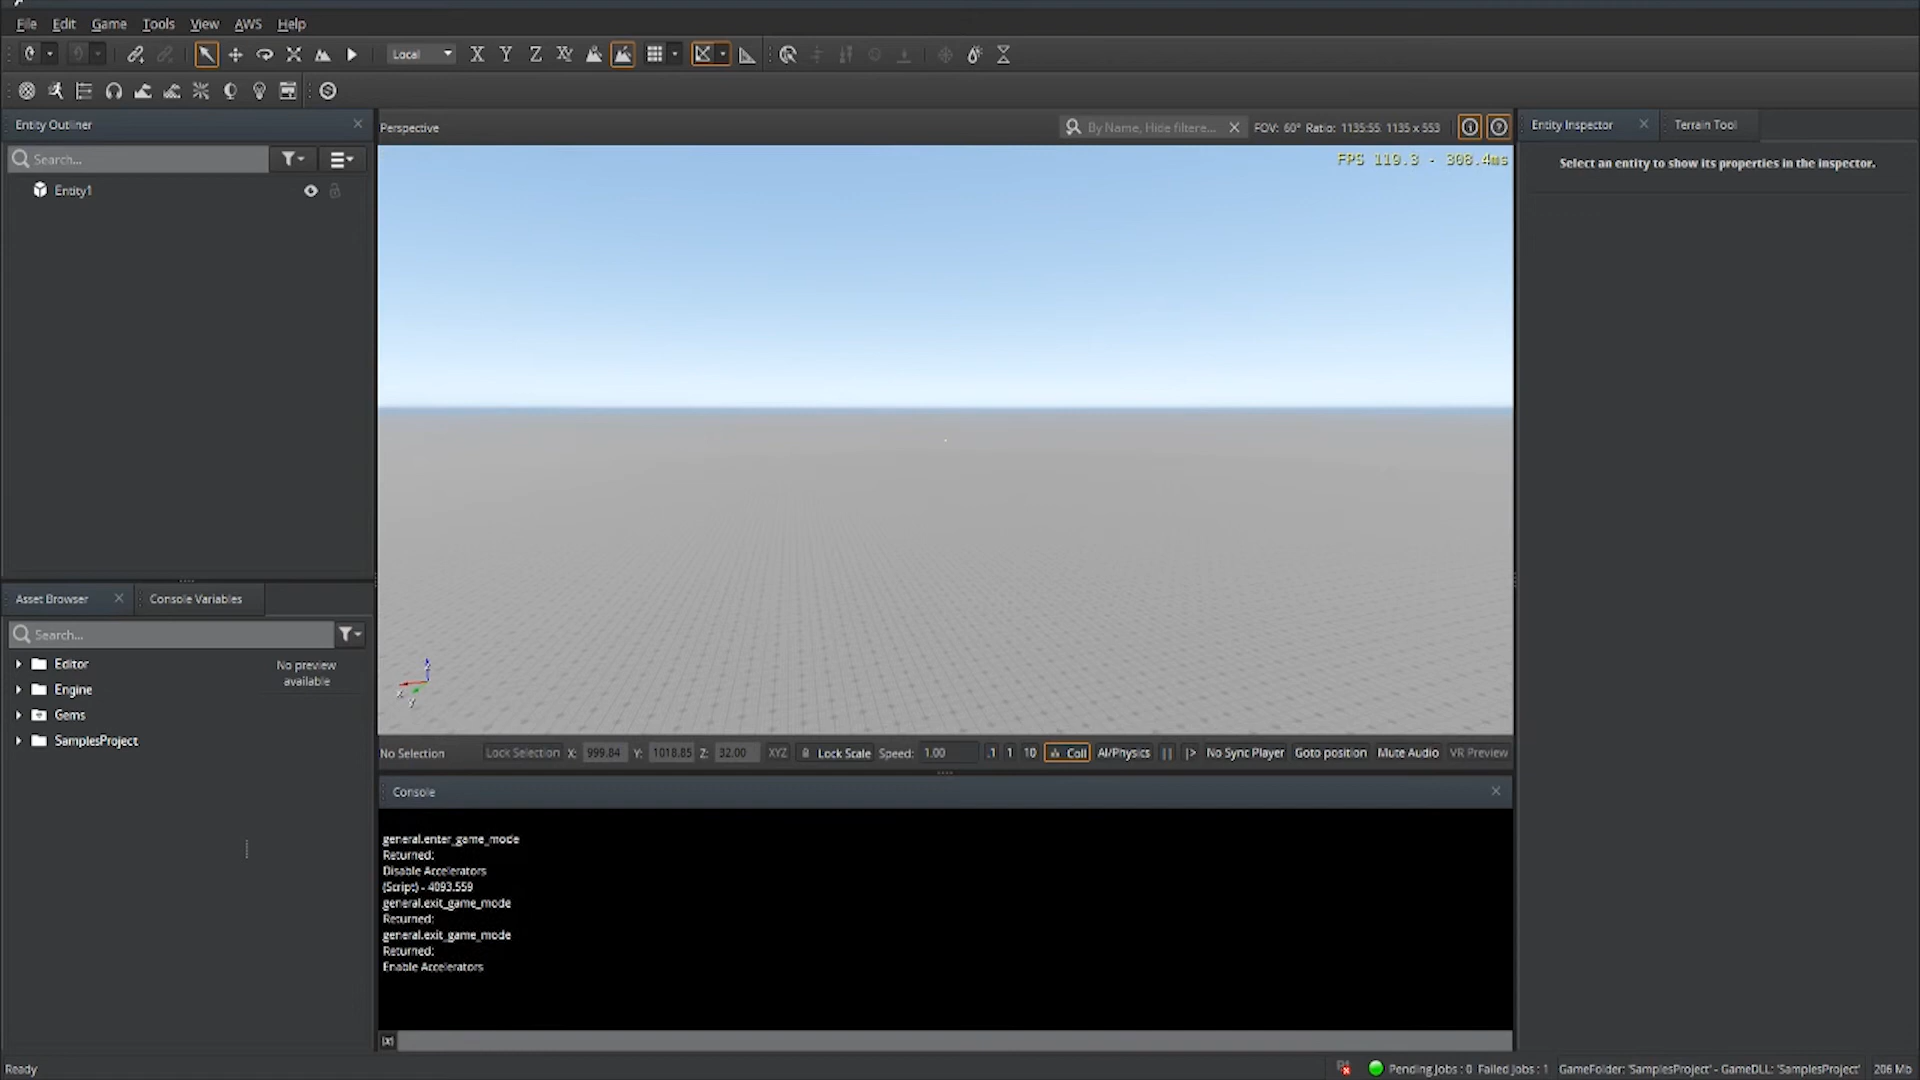 File Edit Game Tools View AWS Help
Local X Y Z XY
Entity Outliner
Search...
Entity1
Perspective
By Name, Hide filtere... FOV: 60° Ratio: 1135:55: 1135 x 553
FPS 119.3 - 308.4ms
x y z
Entity Inspector Terrain Tool
Select an entity to show its properties in the inspector.
Asset Browser Console Variables
Search...
Editor
Engine
Gems
SamplesProject
No preview
available
No Selection Lock Selection X: 999.84 Y: 1018.85 Z: 32.00 XYZ Lock Scale Speed: 1.00 .1 1 10 Coll AI/Physics No Sync Player Goto position Mute Audio VR Preview
Console
general.enter_game_mode
Returned:
Disable Accelerators
(Script) - 4093.559
general.exit_game_mode
Returned:
general.exit_game_mode
Returned:
Enable Accelerators
(x)
Ready
Pending Jobs : 0 Failed Jobs : 1 GameFolder: 'SamplesProject' - GameDLL: 'SamplesProject' 206 Mb